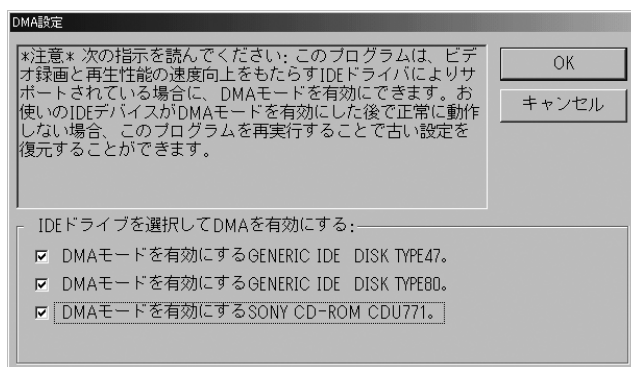 DMA設定
*注意* 次の指示を読んでください: このプログラムは、ビデ
オ録画と再生性能の速度向上をもたらすIDEドライバによりサ
ポートされている場合に、DMAモードを有効にできます。お
使いのIDEデバイスがDMAモードを有効にした後で正常に動作
しない場合、このプログラムを再実行することで古い設定を
復元することができます。
OK
キャンセル
IDEドライブを選択してDMAを有効にする:
DMAモードを有効にするGENERIC IDE  DISK TYPE47。
DMAモードを有効にするGENERIC IDE  DISK TYPE80。
DMAモードを有効にするSONY CD-ROM CDU771。